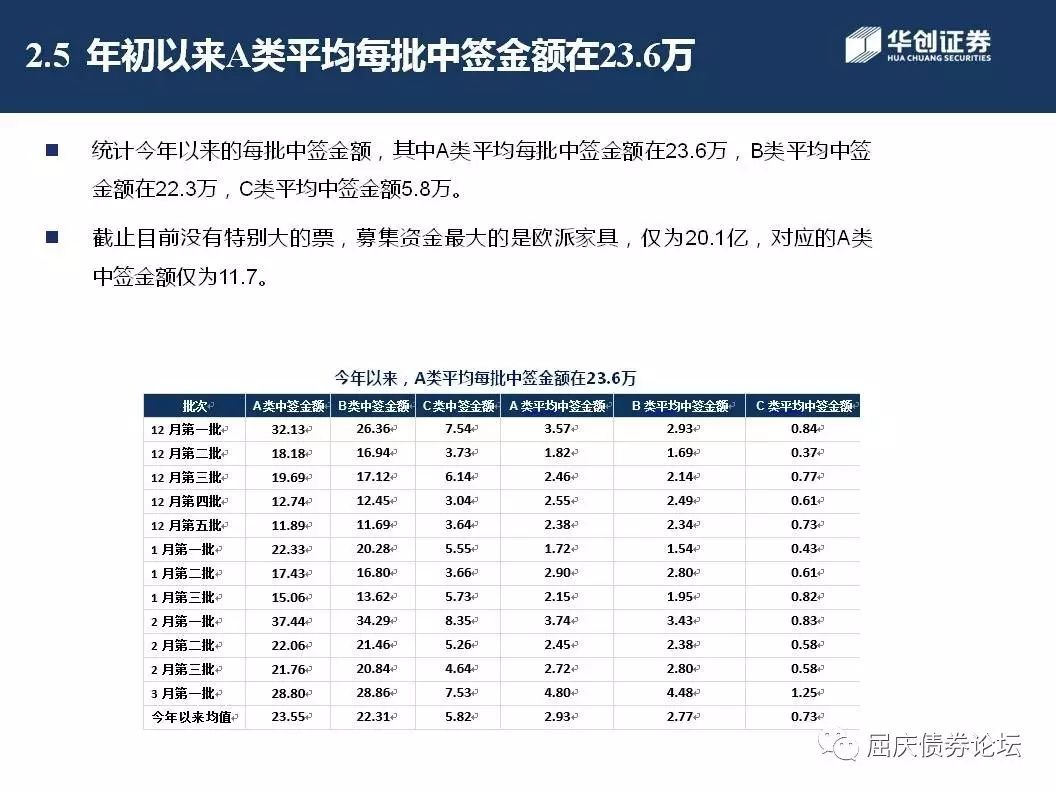 2.5 年初以来A类平均每批中签金额在23.6万
华创证券
HUA CHUANG SECURITIES
统计今年以来的每批中签金额，其中A类平均每批中签金额在23.6万，B类平均中签
金额在22.3万，C类平均中签金额5.8万。
截止目前没有特别大的票，募集资金最大的是欧派家具，仅为20.1亿，对应的A类
中签金额仅为11.7。
今年以来，A类平均每批中签金额在23.6万
批次 A类中签金额 B类中签金额 C类中签金额 A 类平均中签金额 B 类平均中签金额 C 类平均中签金额
12 月第一批 32.13 26.36 7.54 3.57 2.93 0.84
12 月第二批 18.18 16.94 3.73 1.82 1.69 0.37
12 月第三批 19.69 17.12 6.14 2.46 2.14 0.77
12 月第四批 12.74 12.45 3.04 2.55 2.49 0.61
12 月第五批 11.89 11.69 3.64 2.38 2.34 0.73
1 月第一批 22.33 20.28 5.55 1.72 1.54 0.43
1 月第二批 17.43 16.80 3.66 2.90 2.80 0.61
1 月第三批 15.06 13.62 5.73 2.15 1.95 0.82
2 月第一批 37.44 34.29 8.35 3.74 3.43 0.83
2 月第二批 22.06 21.46 5.26 2.45 2.38 0.58
2 月第三批 21.76 20.84 4.64 2.72 2.80 0.58
3 月第一批 28.80 28.86 7.53 4.80 4.48 1.25
今年以来均值 23.55 22.31 5.82 2.93 2.77 0.73
屈庆债券论坛